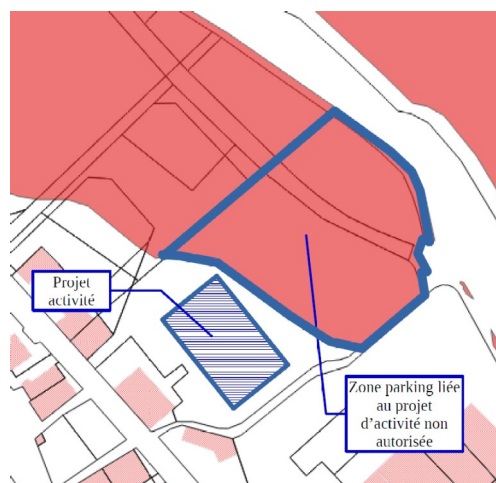 Projet
activité
Zone parking liée
au projet
d'activité non
autorisée